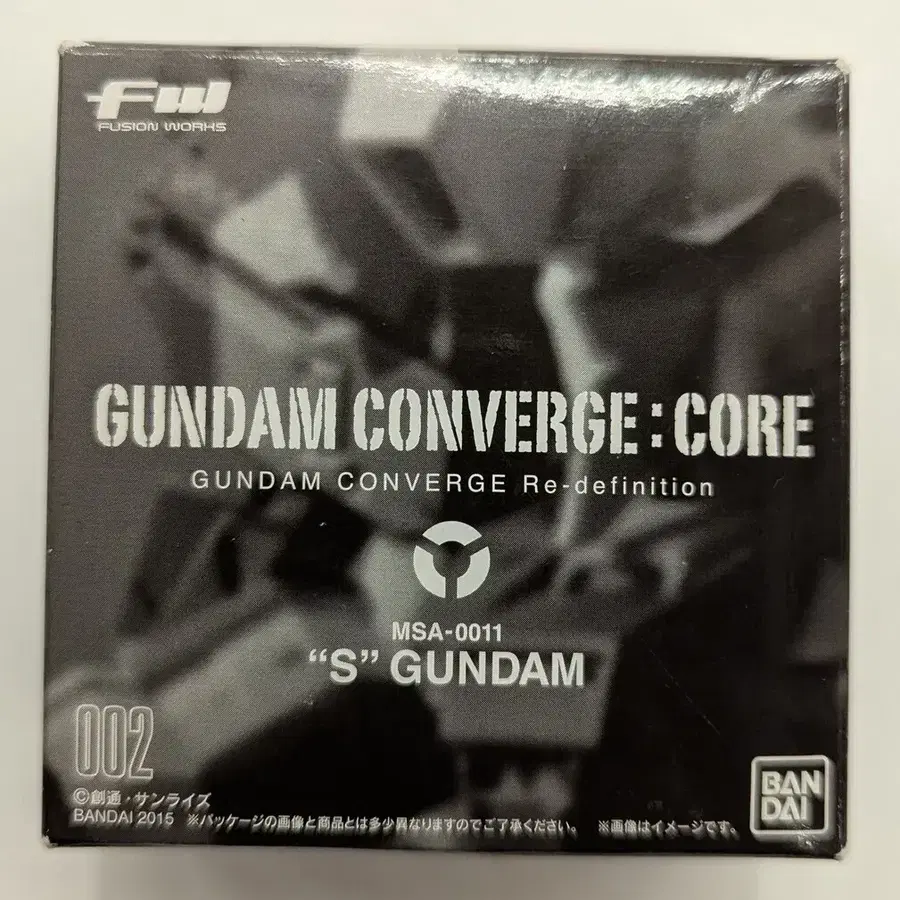 FW
FUSION WORKS
GUNDAM CONVERGE:CORE
GUNDAM CONVERGE Re-definition
MSA-0011
“S” GUNDAM
002
©創通・サンライズ
BANDAI 2015 ※パッケージの画像と商品とは多少異なりますのでご了承ください。 ※画像はイメージです。
BAN
DAI